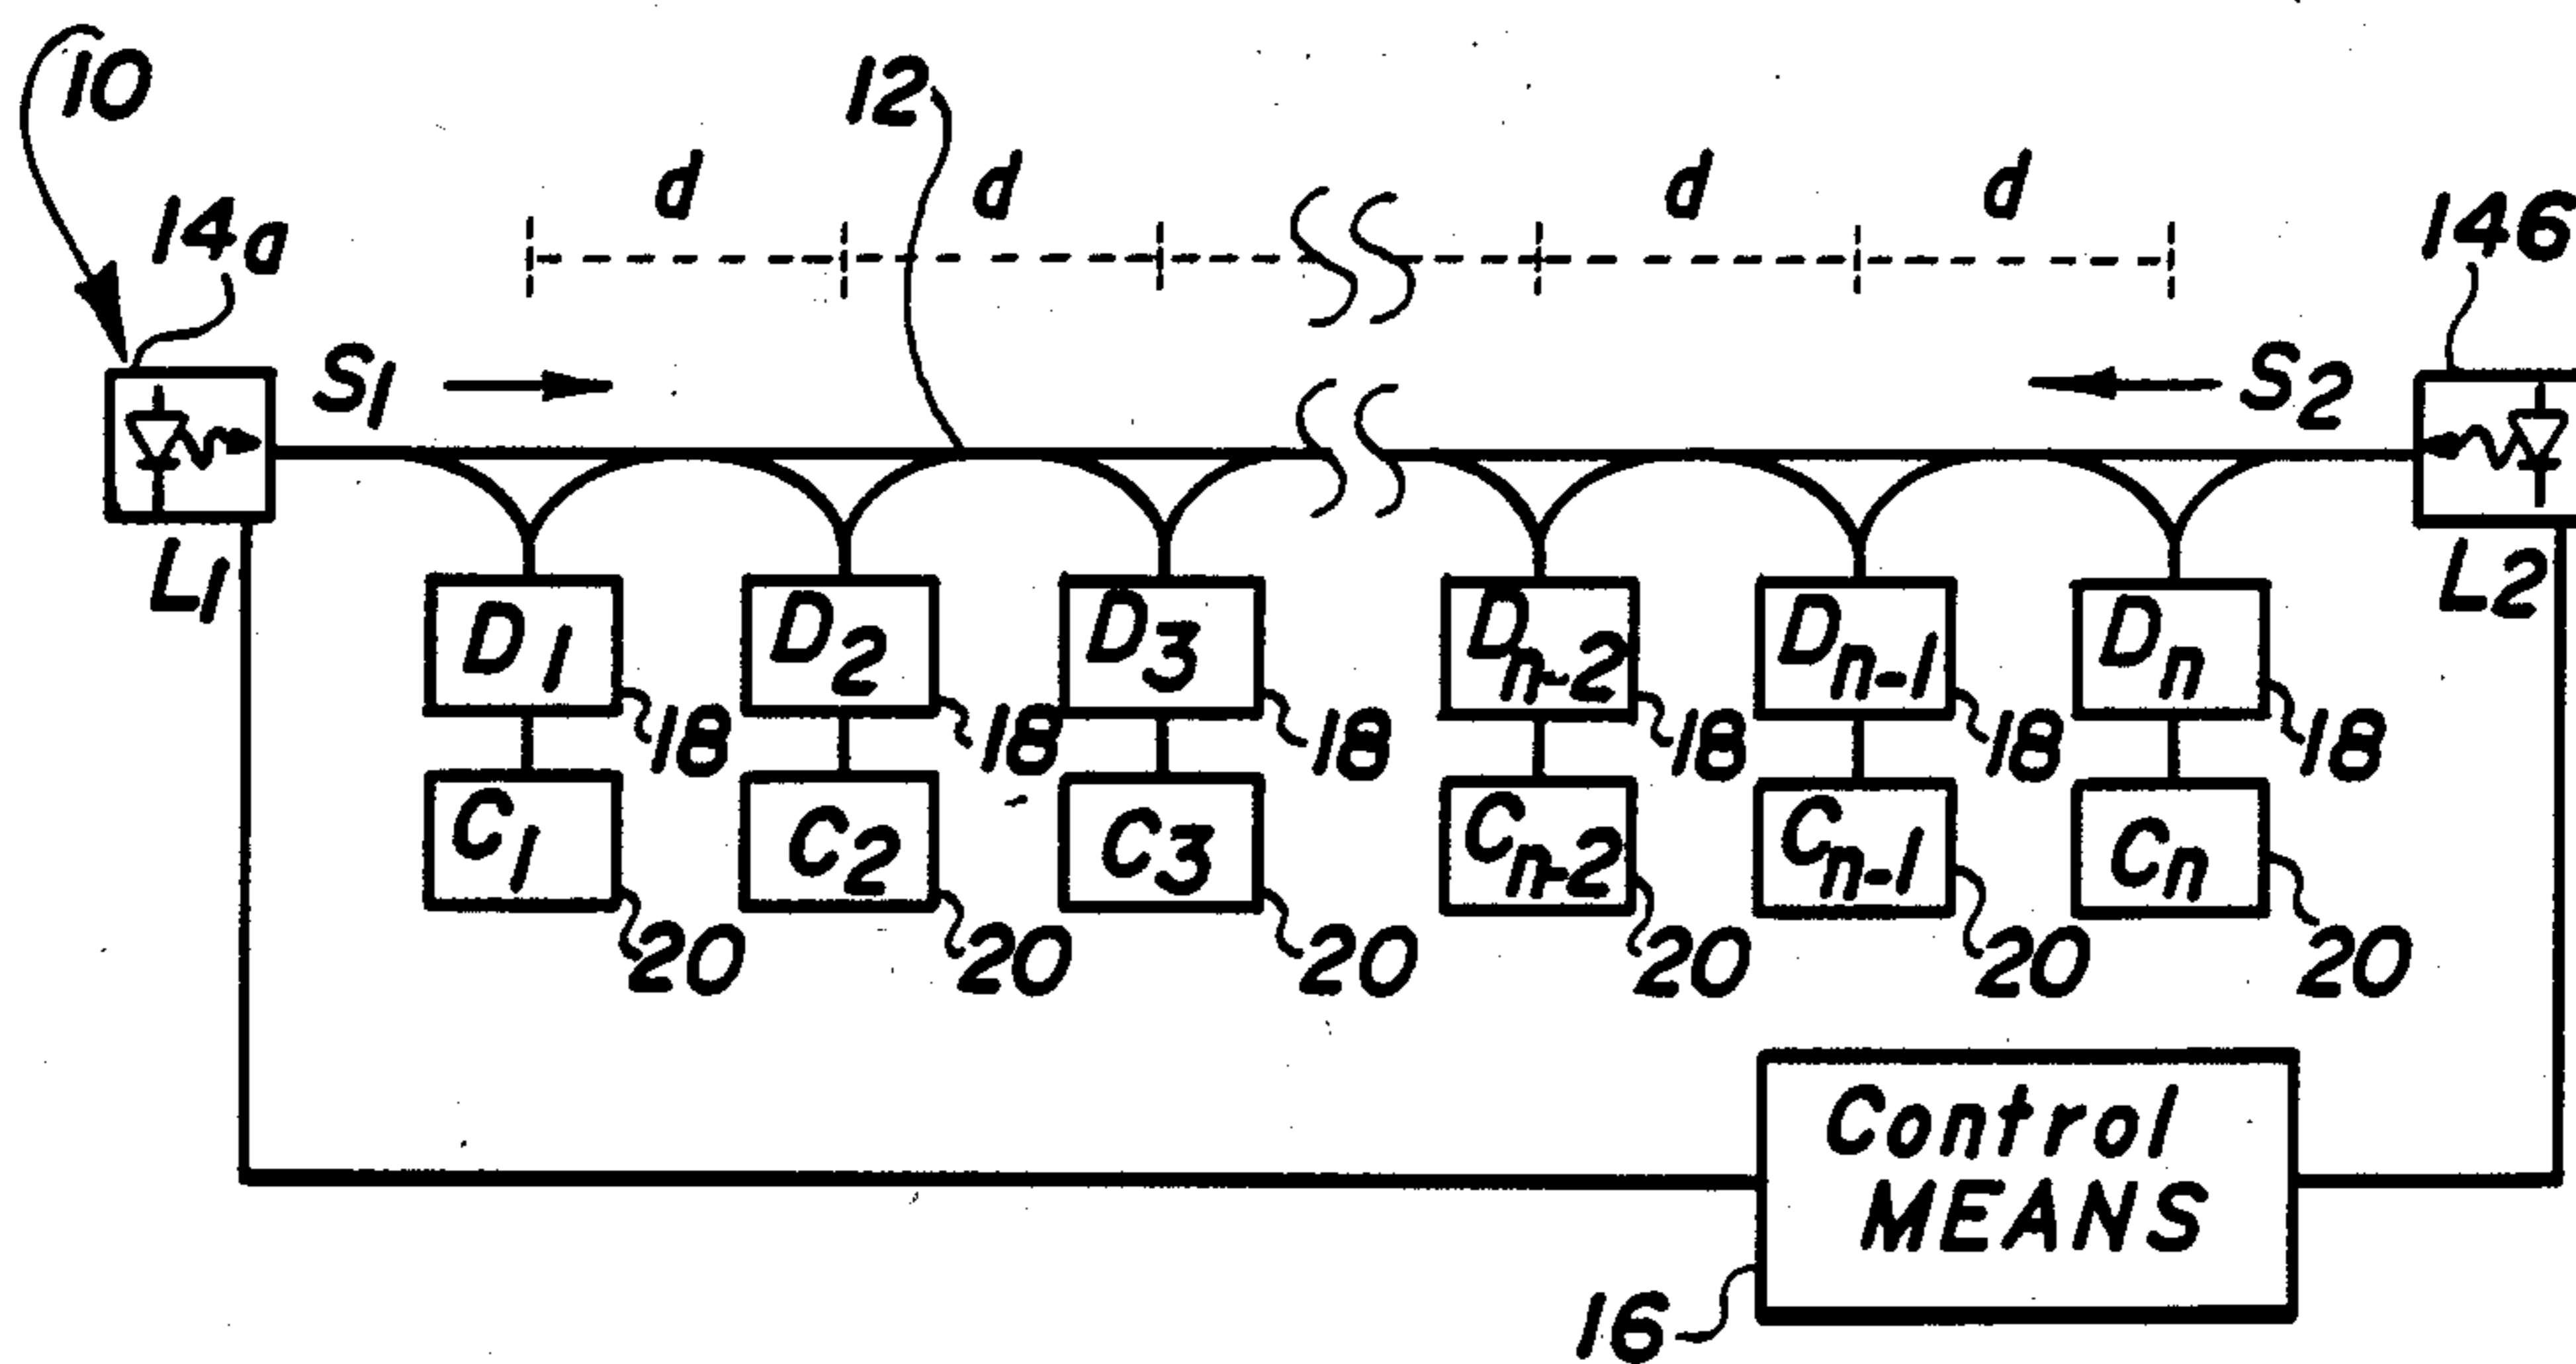 10
12
d d d d
14a
146
S1
S2
L1
L2
D1 D2 D3 Dn-2 Dn-1 Dn
18 18 18 18 18 18
C1 C2 C3 Cn-2 Cn-1 Cn
20 20 20 20 20 20
Control
MEANS
16